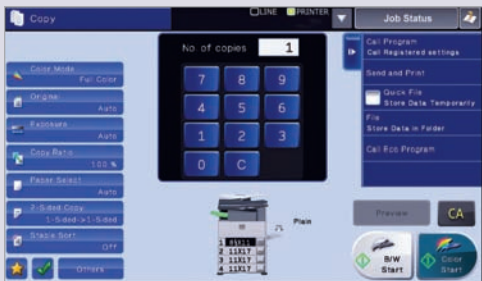 Copy
LINE PRINTER
Job Status
No. of copies 1
7 8 9
4 5 6
1 2 3
0 C
Color Mode
Full Color
Original
Auto
Exposure
Auto
Copy Ratio
100 %
Paper Select
Auto
2-Sided Copy
1-Sided->1-Sided
Staple Sort
Off
Others
Plain
1 8½X11
2 11X17
3 11X17
4 11X17
Call Program
Call Registered settings
Send and Print
Quick File
Store Data Temporarily
File
Store Data in Folder
Call Eco Program
Preview
CA
B/W
Start
Color
Start